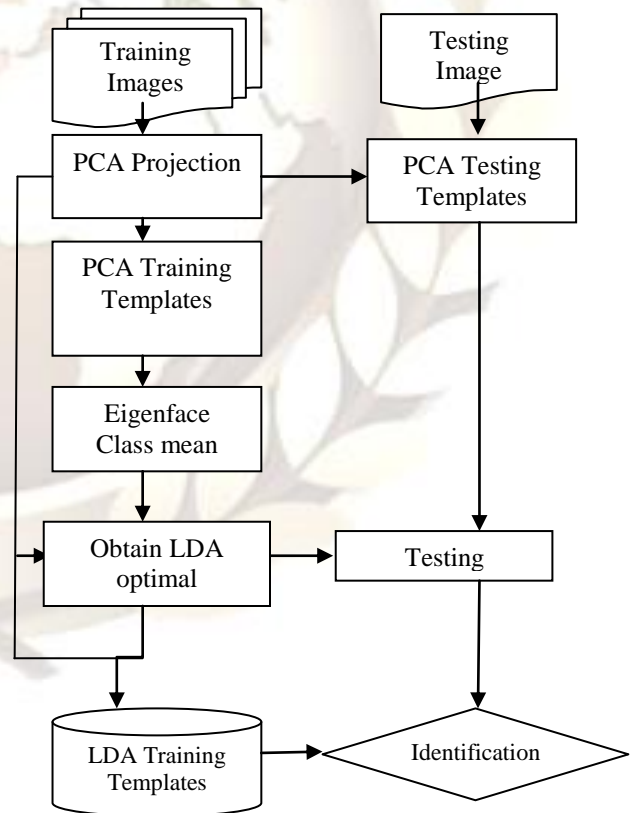 Training
Images
Testing
Image
PCA Projection
PCA Testing
Templates
PCA Training
Templates
Eigenface
Class mean
Obtain LDA
optimal
Testing
LDA Training
Templates
Identification